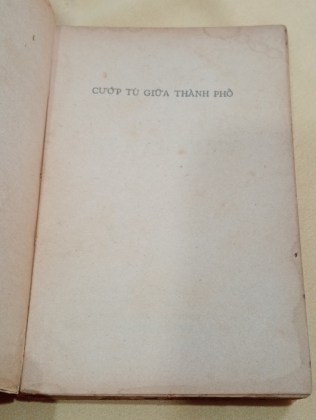 CƯỚP TÙ GIỮA THÀNH PHỐ